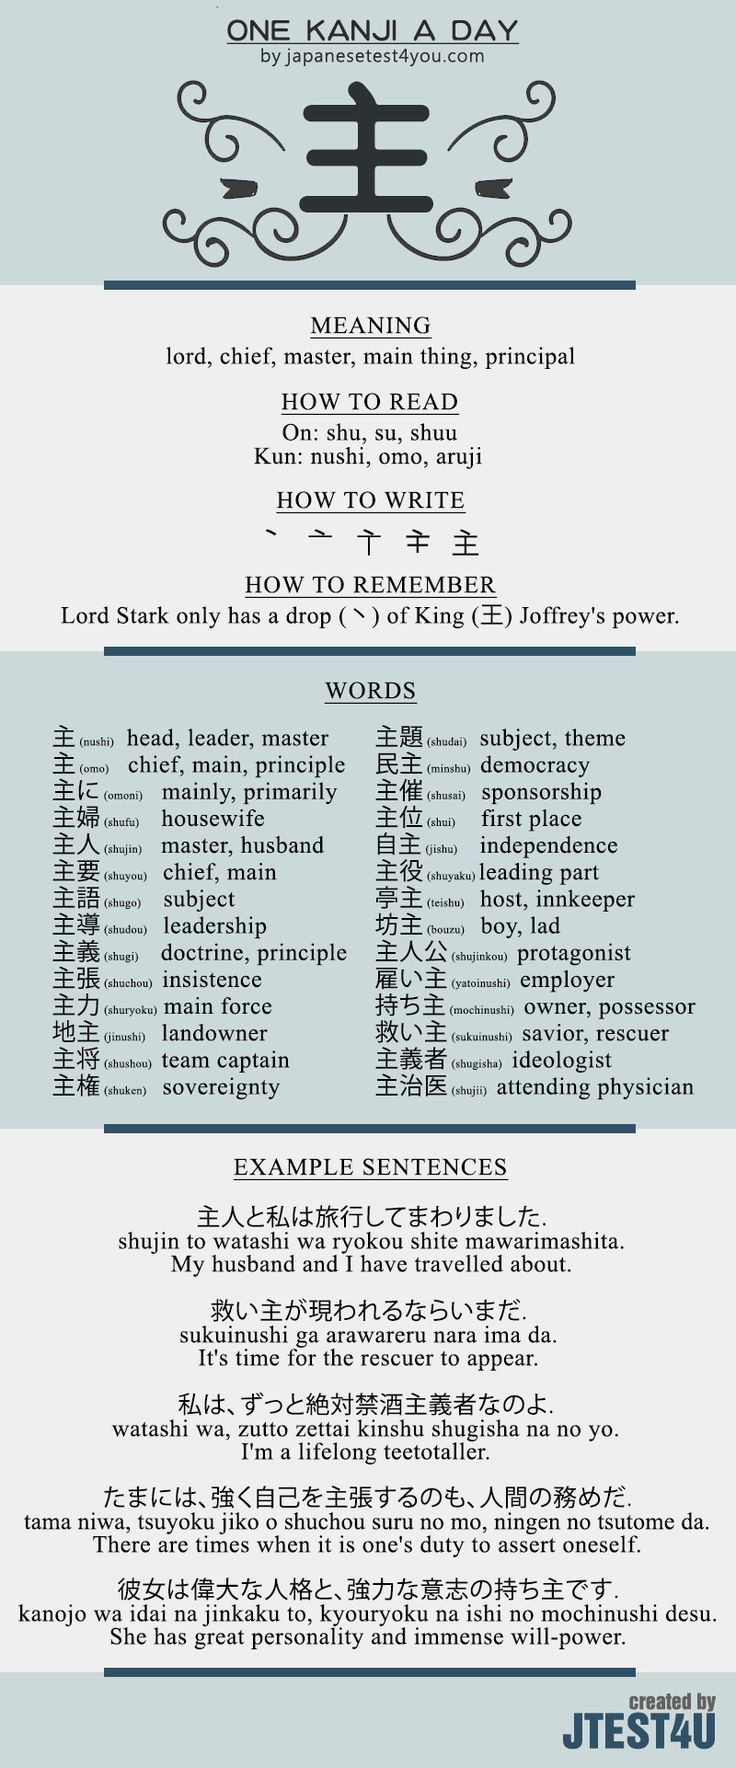 ONE KANJI A DAY
by japanesetest4you.com
主
MEANING
lord, chief, master, main thing, principal
HOW TO READ
On: shu, su, shuu
Kun: nushi, omo, aruji
HOW TO WRITE
丶 亠 亍 キ 主
HOW TO REMEMBER
Lord Stark only has a drop (丶) of King (王) Joffrey's power.
WORDS
主 (nushi) head, leader, master
主 (omo) chief, main, principle
主に (omoni) mainly, primarily
主婦 (shufu) housewife
主人 (shujin) master, husband
主要 (shuyou) chief, main
主語 (shugo) subject
主導 (shudou) leadership
主義 (shugi) doctrine, principle
主張 (shuchou) insistence
主力 (shuryoku) main force
地主 (jinushi) landowner
主将 (shushou) team captain
主権 (shuken) sovereignty
主題 (shudai) subject, theme
民主 (minshu) democracy
主催 (shusai) sponsorship
主位 (shui) first place
自主 (jishu) independence
主役 (shuyaku) leading part
亭主 (teishu) host, innkeeper
坊主 (bouzu) boy, lad
主人公 (shujinkou) protagonist
雇い主 (yatoinushi) employer
持ち主 (mochinushi) owner, possessor
救い主 (sukuinushi) savior, rescuer
主義者 (shugisha) ideologist
主治医 (shujii) attending physician
EXAMPLE SENTENCES
主人と私は旅行してまわりました.
shujin to watashi wa ryokou shite mawarimashita.
My husband and I have travelled about.
救い主が現われるならいまだ.
sukuinushi ga arawareru nara ima da.
It's time for the rescuer to appear.
私は、ずっと絶対禁酒主義者なのよ.
watashi wa, zutto zettai kinshu shugisha na no yo.
I'm a lifelong teetotaller.
たまには、強く自己を主張するのも、人間の務めだ.
tama niwa, tsuyoku jiko o shuchou suru no mo, ningen no tsutome da.
There are times when it is one's duty to assert oneself.
彼女は偉大な人格と、強力な意志の持ち主です.
kanojo wa idai na jinkaku to, kyouryoku na ishi no mochinushi desu.
She has great personality and immense will-power.
created by
JTEST4U